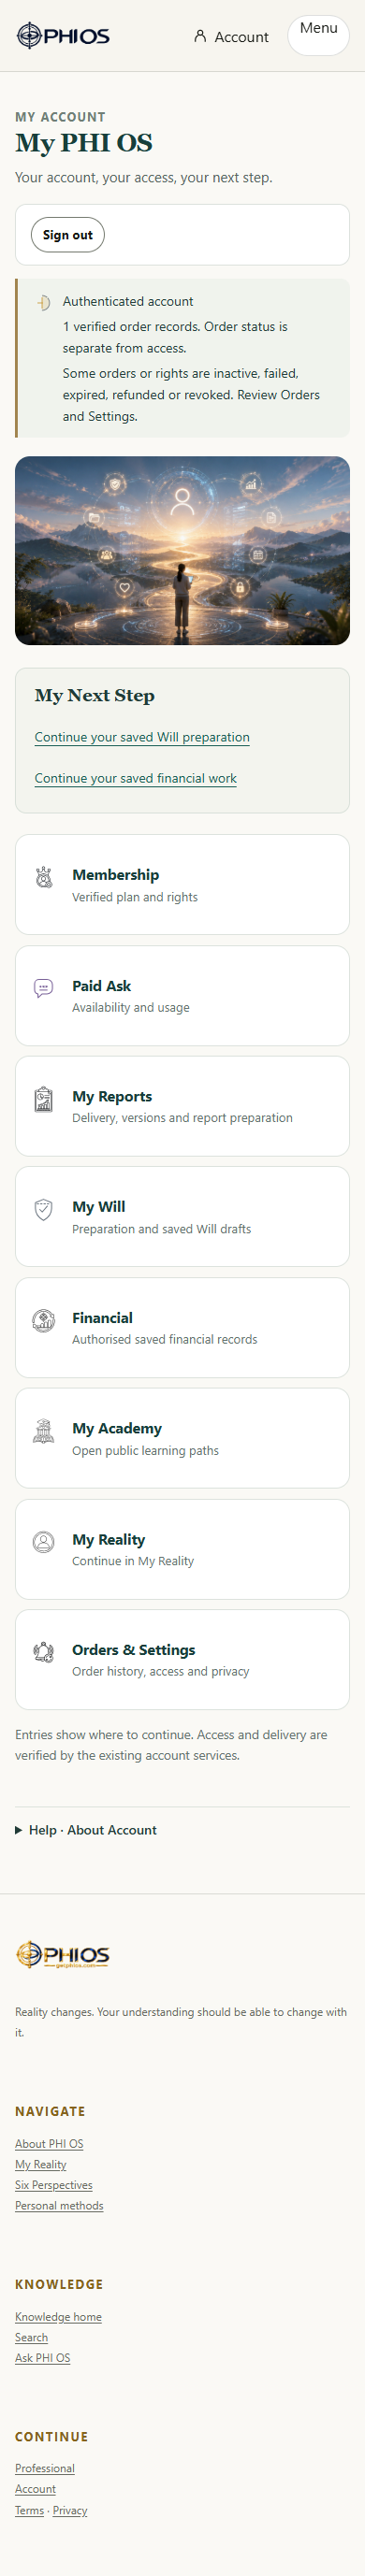 PHIOS
Account
Menu
MY ACCOUNT
My PHI OS
Your account, your access, your next step.
Sign out
Authenticated account
1 verified order records. Order status is
separate from access.
Some orders or rights are inactive, failed,
expired, refunded or revoked. Review Orders
and Settings.
My Next Step
Continue your saved Will preparation
Continue your saved financial work
Membership
Verified plan and rights
Paid Ask
Availability and usage
My Reports
Delivery, versions and report preparation
My Will
Preparation and saved Will drafts
Financial
Authorised saved financial records
My Academy
Open public learning paths
My Reality
Continue in My Reality
Orders & Settings
Order history, access and privacy
Entries show where to continue. Access and delivery are
verified by the existing account services.
Help · About Account
PHIOS
Reality changes. Your understanding should be able to change with
it.
NAVIGATE
About PHI OS
My Reality
Six Perspectives
Personal methods
KNOWLEDGE
Knowledge home
Search
Ask PHI OS
CONTINUE
Professional
Account
Terms · Privacy